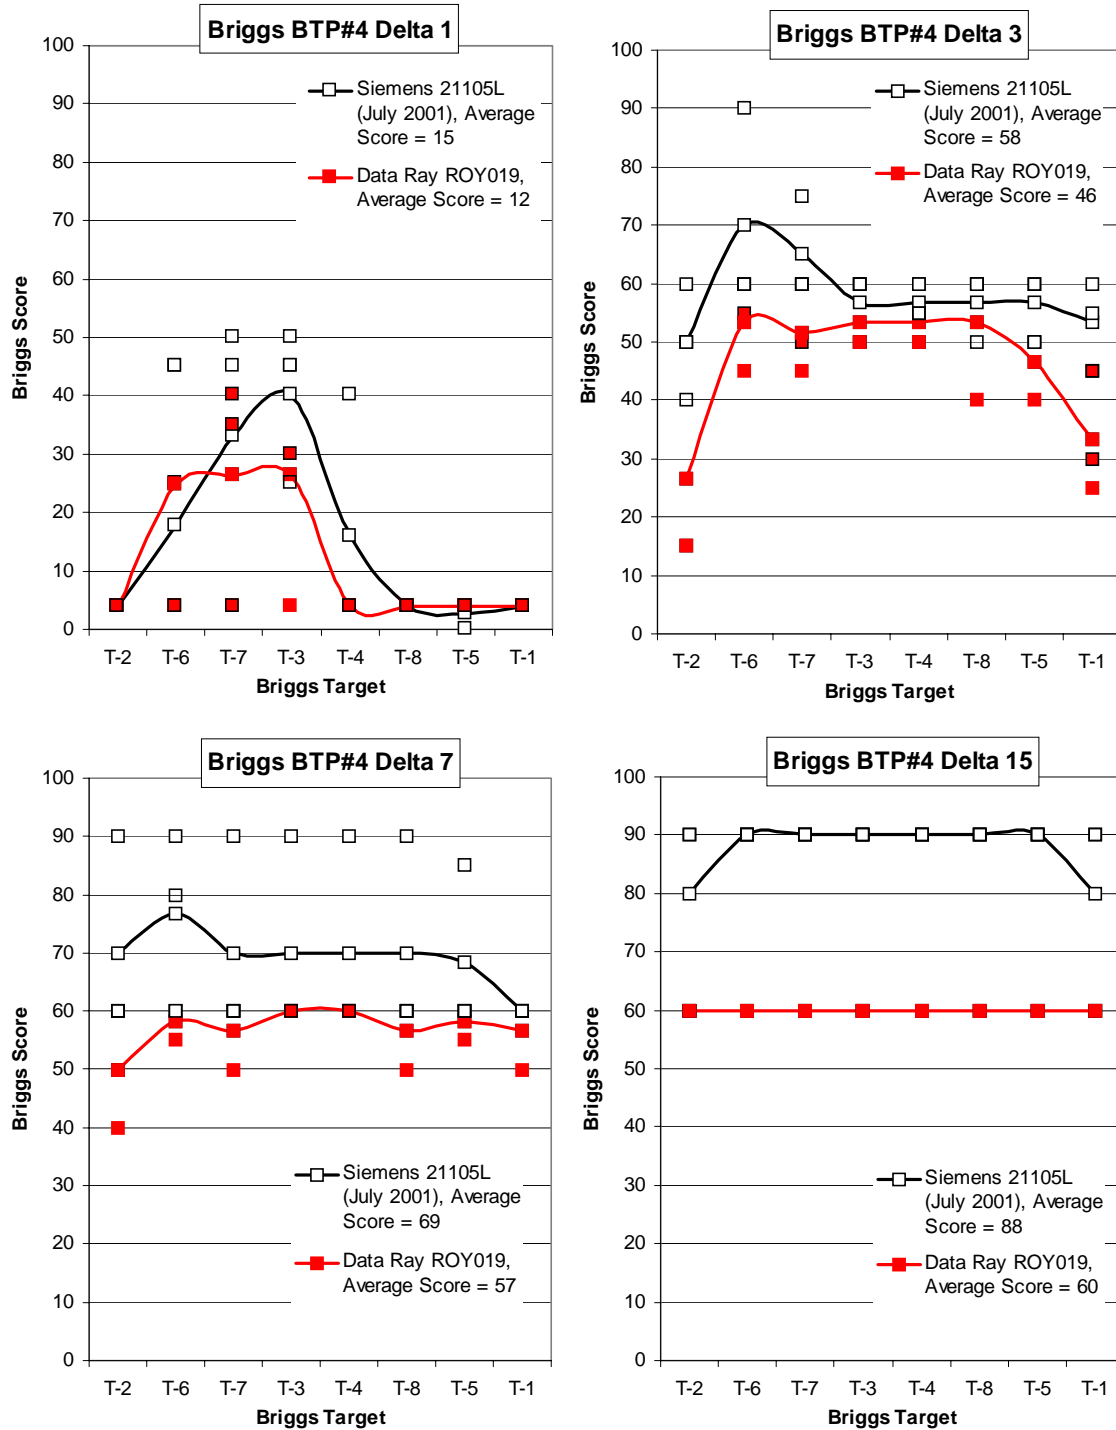 Briggs BTP#4 Delta 1
Siemens 21105L
(July 2001), Average
Score = 15
Data Ray ROY019,
Average Score = 12
Briggs Score
100
90
80
70
60
50
40
30
20
10
0
T-2 T-6 T-7 T-3 T-4 T-8 T-5 T-1
Briggs Target
Briggs BTP#4 Delta 3
Siemens 21105L
(July 2001), Average
Score = 58
Data Ray ROY019,
Average Score = 46
Briggs Score
100
90
80
70
60
50
40
30
20
10
0
T-2 T-6 T-7 T-3 T-4 T-8 T-5 T-1
Briggs Target
Briggs BTP#4 Delta 7
Briggs Score
100
90
80
70
60
50
40
30
20
10
0
Siemens 21105L
(July 2001), Average
Score = 69
Data Ray ROY019,
Average Score = 57
T-2 T-6 T-7 T-3 T-4 T-8 T-5 T-1
Briggs Target
Briggs BTP#4 Delta 15
Briggs Score
100
90
80
70
60
50
40
30
20
10
0
Siemens 21105L
(July 2001), Average
Score = 88
Data Ray ROY019,
Average Score = 60
T-2 T-6 T-7 T-3 T-4 T-8 T-5 T-1
Briggs Target